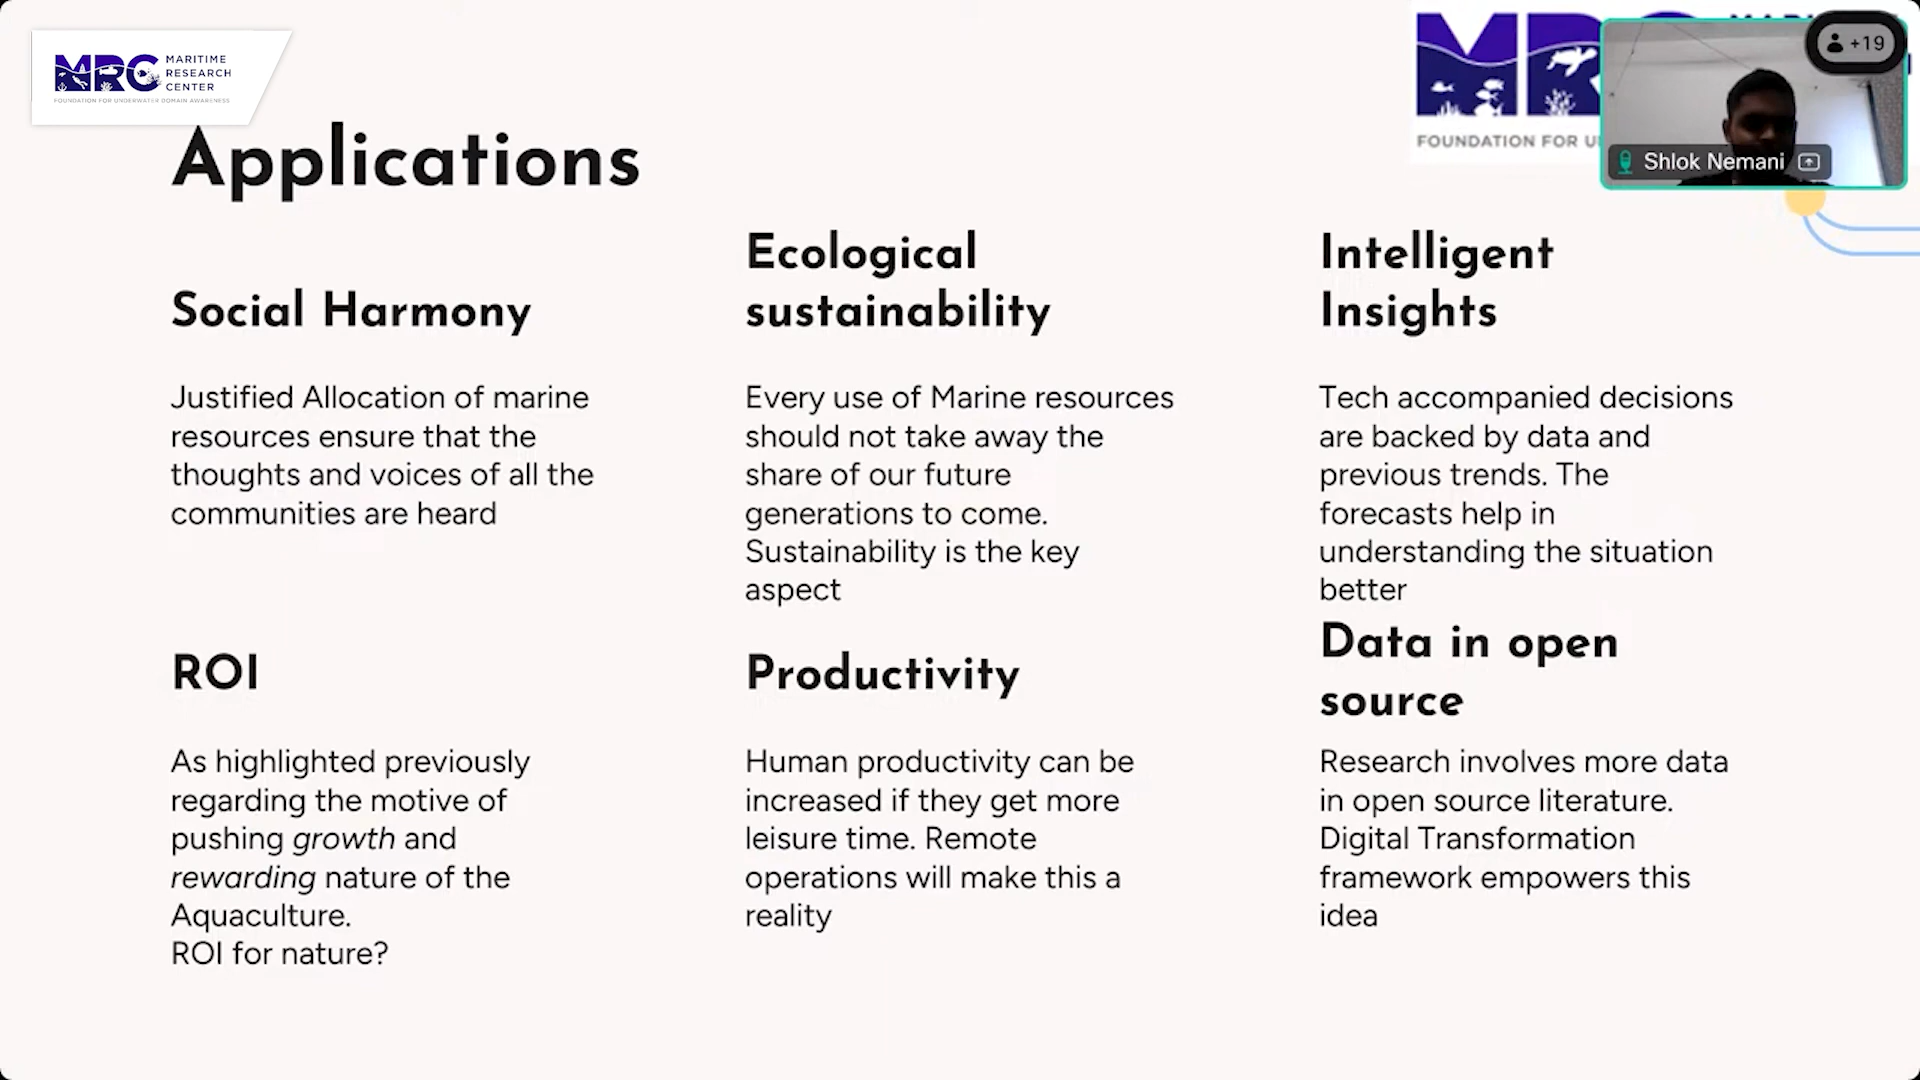 MRC MARITIME
RESEARCH
CENTER
FOUNDATION FOR UNDERWATER DOMAIN AWARENESS
FOUNDATION FOR
+19
Shlok Nemani
Applications
Social Harmony
Justified Allocation of marine
resources ensure that the
thoughts and voices of all the
communities are heard
Ecological
sustainability
Every use of Marine resources
should not take away the
share of our future
generations to come.
Sustainability is the key
aspect
Intelligent
Insights
Tech accompanied decisions
are backed by data and
previous trends. The
forecasts help in
understanding the situation
better
ROI
As highlighted previously
regarding the motive of
pushing growth and
rewarding nature of the
Aquaculture.
ROI for nature?
Productivity
Human productivity can be
increased if they get more
leisure time. Remote
operations will make this a
reality
Data in open
source
Research involves more data
in open source literature.
Digital Transformation
framework empowers this
idea